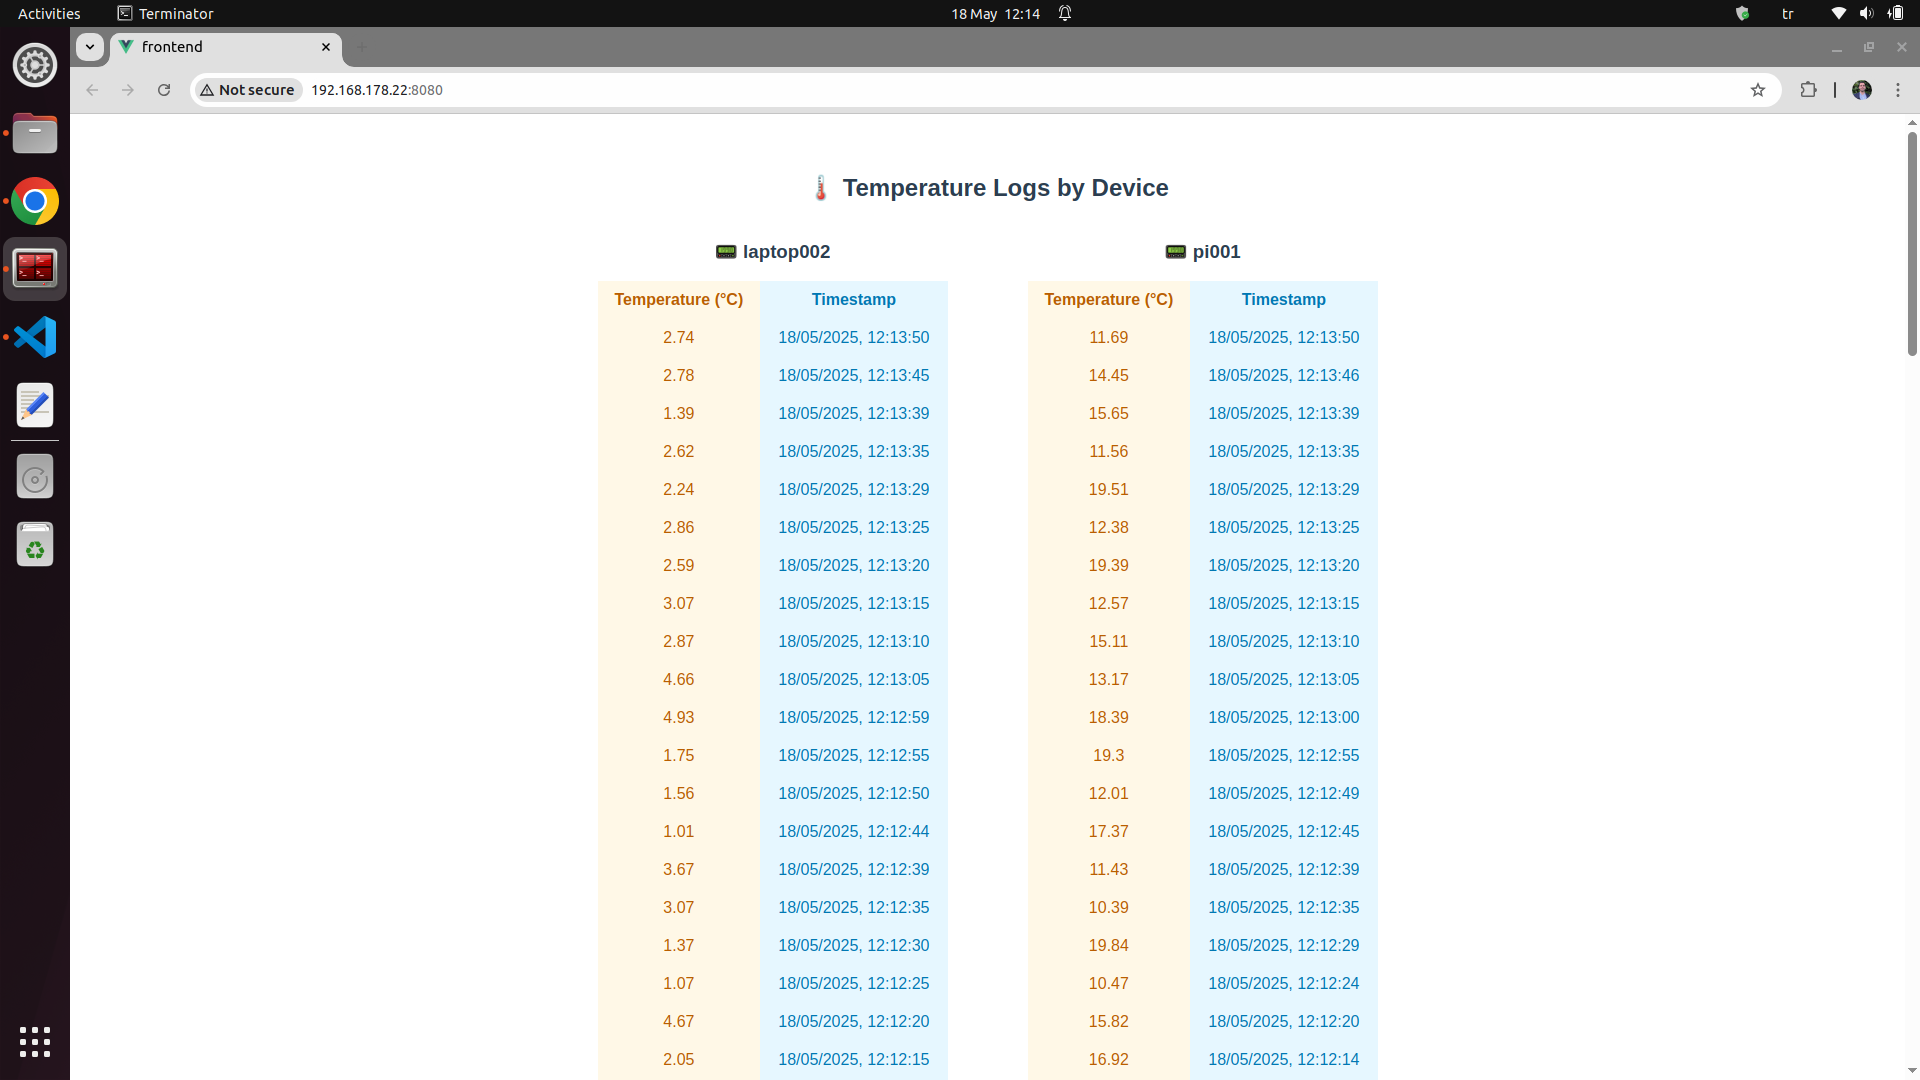 Activities
Terminator
18 May 12:14
tr
frontend
Not secure
192.168.178.22:8080
Temperature Logs by Device
laptop002
pi001
Temperature (°C) Timestamp Temperature (°C) Timestamp
2.74 18/05/2025, 12:13:50 11.69 18/05/2025, 12:13:50
2.78 18/05/2025, 12:13:45 14.45 18/05/2025, 12:13:46
1.39 18/05/2025, 12:13:39 15.65 18/05/2025, 12:13:39
2.62 18/05/2025, 12:13:35 11.56 18/05/2025, 12:13:35
2.24 18/05/2025, 12:13:29 19.51 18/05/2025, 12:13:29
2.86 18/05/2025, 12:13:25 12.38 18/05/2025, 12:13:25
2.59 18/05/2025, 12:13:20 19.39 18/05/2025, 12:13:20
3.07 18/05/2025, 12:13:15 12.57 18/05/2025, 12:13:15
2.87 18/05/2025, 12:13:10 15.11 18/05/2025, 12:13:10
4.66 18/05/2025, 12:13:05 13.17 18/05/2025, 12:13:05
4.93 18/05/2025, 12:12:59 18.39 18/05/2025, 12:13:00
1.75 18/05/2025, 12:12:55 19.3 18/05/2025, 12:12:55
1.56 18/05/2025, 12:12:50 12.01 18/05/2025, 12:12:49
1.01 18/05/2025, 12:12:44 17.37 18/05/2025, 12:12:45
3.67 18/05/2025, 12:12:39 11.43 18/05/2025, 12:12:39
3.07 18/05/2025, 12:12:35 10.39 18/05/2025, 12:12:35
1.37 18/05/2025, 12:12:30 19.84 18/05/2025, 12:12:29
1.07 18/05/2025, 12:12:25 10.47 18/05/2025, 12:12:24
4.67 18/05/2025, 12:12:20 15.82 18/05/2025, 12:12:20
2.05 18/05/2025, 12:12:15 16.92 18/05/2025, 12:12:14